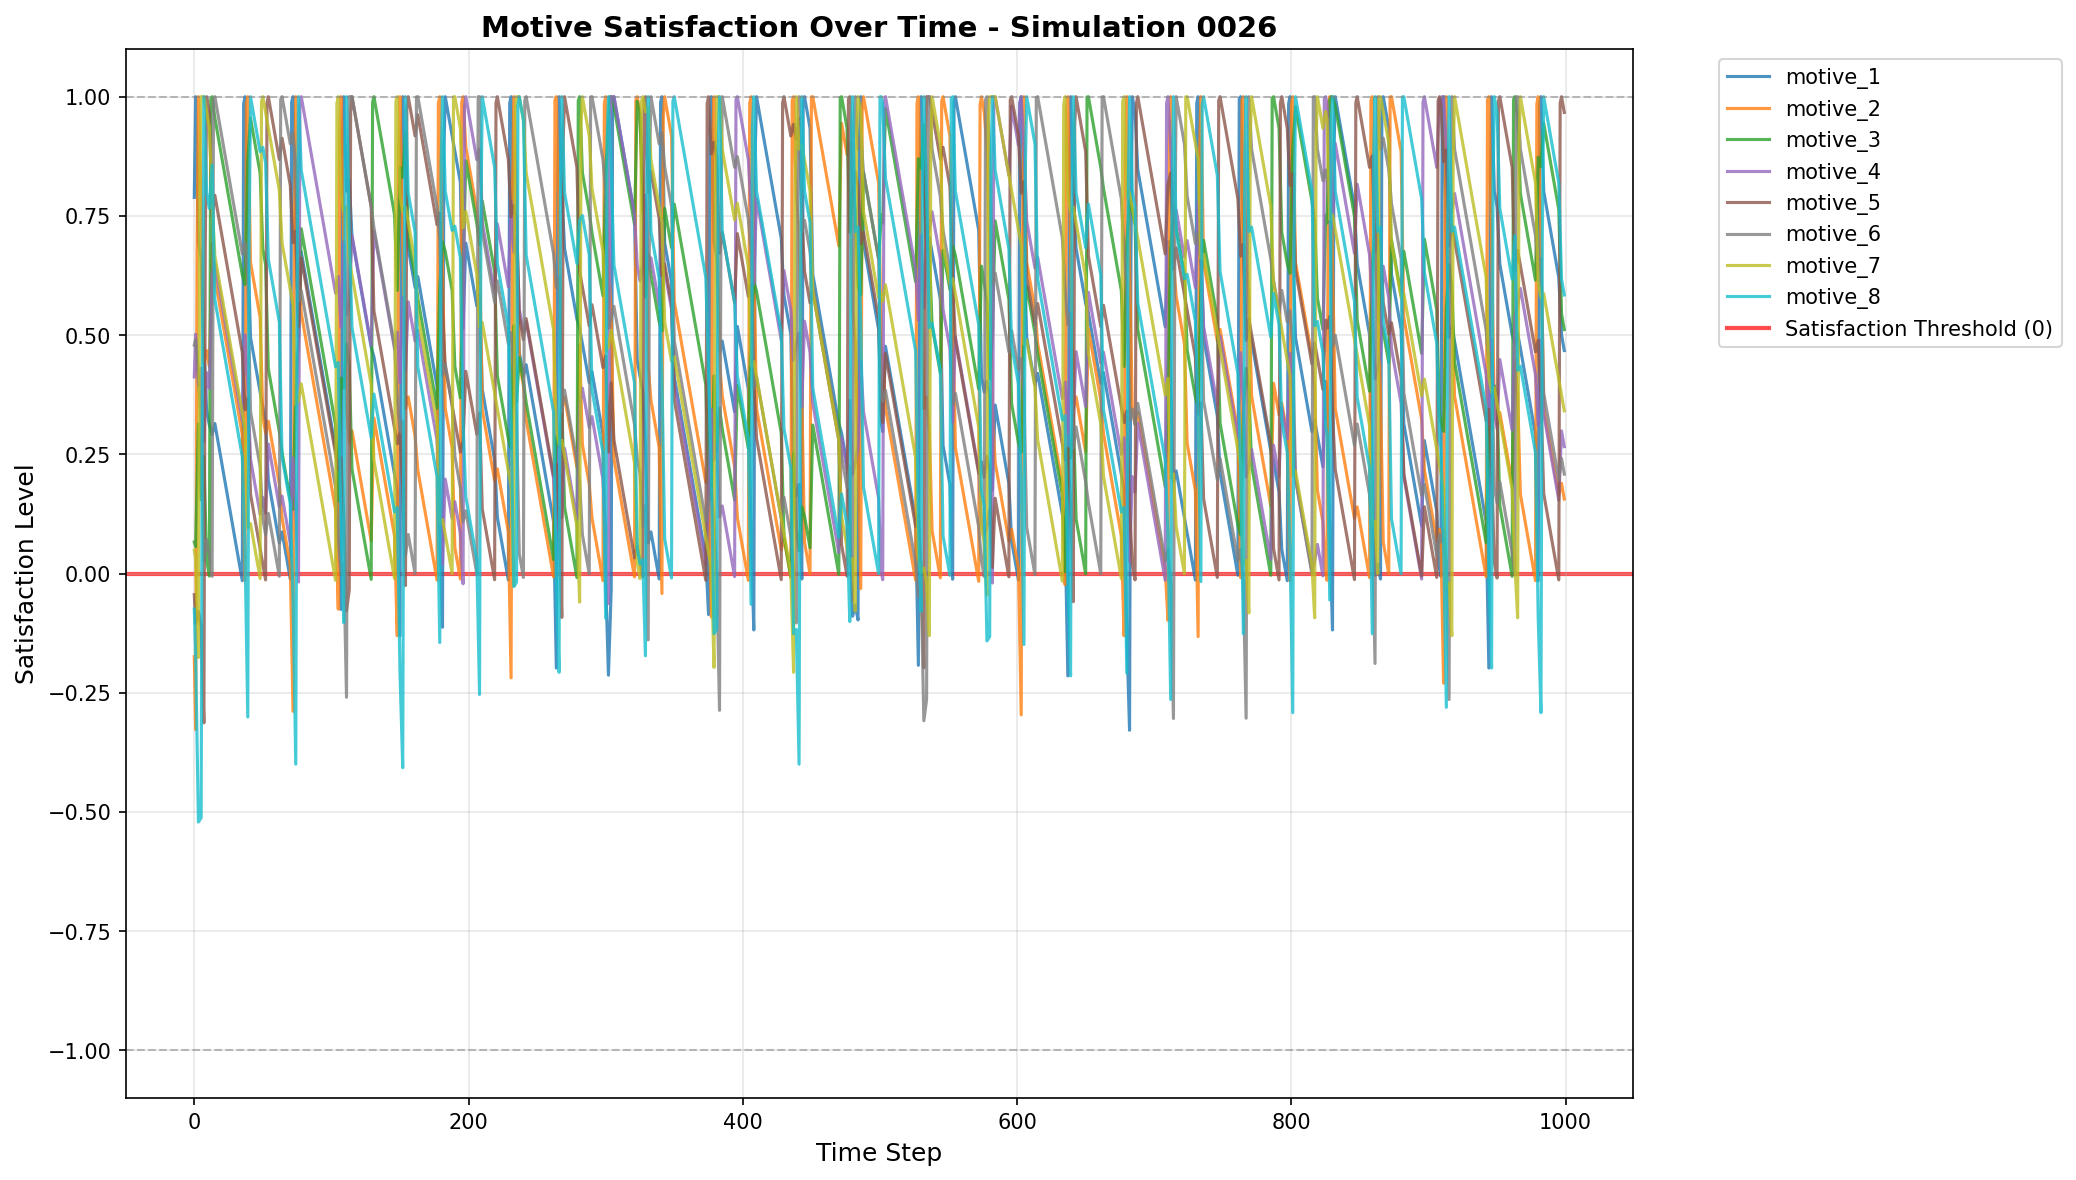 Motive Satisfaction Over Time - Simulation 0026
Satisfaction Level
1.00
0.75
0.50
0.25
0.00
−0.25
−0.50
−0.75
−1.00
0
200
400
600
800
1000
Time Step
motive_1
motive_2
motive_3
motive_4
motive_5
motive_6
motive_7
motive_8
Satisfaction Threshold (0)